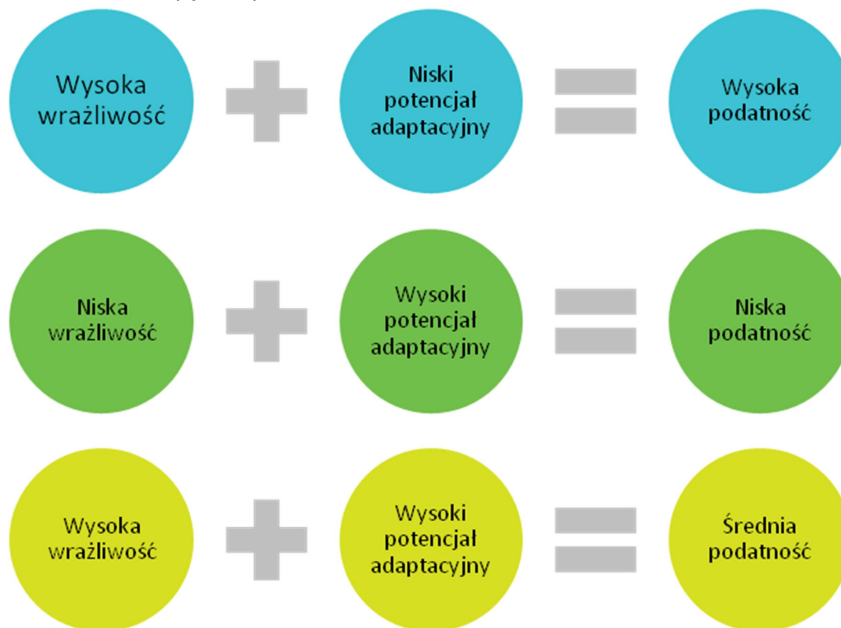 Wysoka
wrażliwość
Niski
potencjał
adaptacyjny
Wysoka
podatność
Niska
wrażliwość
Wysoki
potencjał
adaptacyjny
Niska
podatność
Wysoka
wrażliwość
Wysoki
potencjał
adaptacyjny
Średnia
podatność